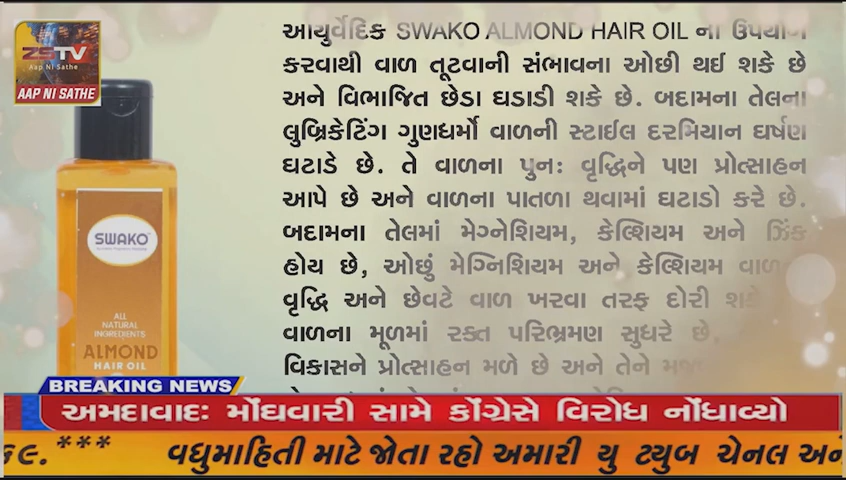 ZSTV
Aap Ni Sathe
AAP NI SATHE
આયુર્વેદિક SWAKO ALMOND HAIR OIL ના ઉપયોગ
કરવાથી વાળ તૂટવાની સંભાવના ઓછી થઈ શકે છે
અને વિભાજિત છેડા ઘડાડી શકે છે. બદામના તેલના
લુબ્રિકેટિંગ ગુણધર્મો વાળની સ્ટાઈલ દરમિયાન ઘર્ષણ
ઘટાડે છે. તે વાળના પુનઃ વૃદ્ધિને પણ પ્રોત્સાહન
આપે છે અને વાળના પાતળા થવામાં ઘટાડો કરે છે.
બદામના તેલમાં મેગ્નેશિયમ, કેલ્શિયમ અને ઝિંક
હોય છે, ઓછું મેગ્નિશિયમ અને કેલ્શિયમ વાળ
વૃદ્ધિ અને છેવટે વાળ ખરવા તરફ દોરી શકે
વાળના મૂળમાં રક્ત પરિભ્રમણ સુધરે છે,
વિકાસને પ્રોત્સાહન મળે છે અને તેને
SWAKO
ALL
NATURAL
INGREDIENTS
ALMOND
HAIR OIL
BREAKING NEWS
અમદાવાદઃ મોંઘવારી સામે કોંગ્રેસે વિરોધ નોંધાવ્યો
૬૯.*** વધુમાહિતી માટે જોતા રહો અમારી યુ ટ્યુબ ચેનલ અને